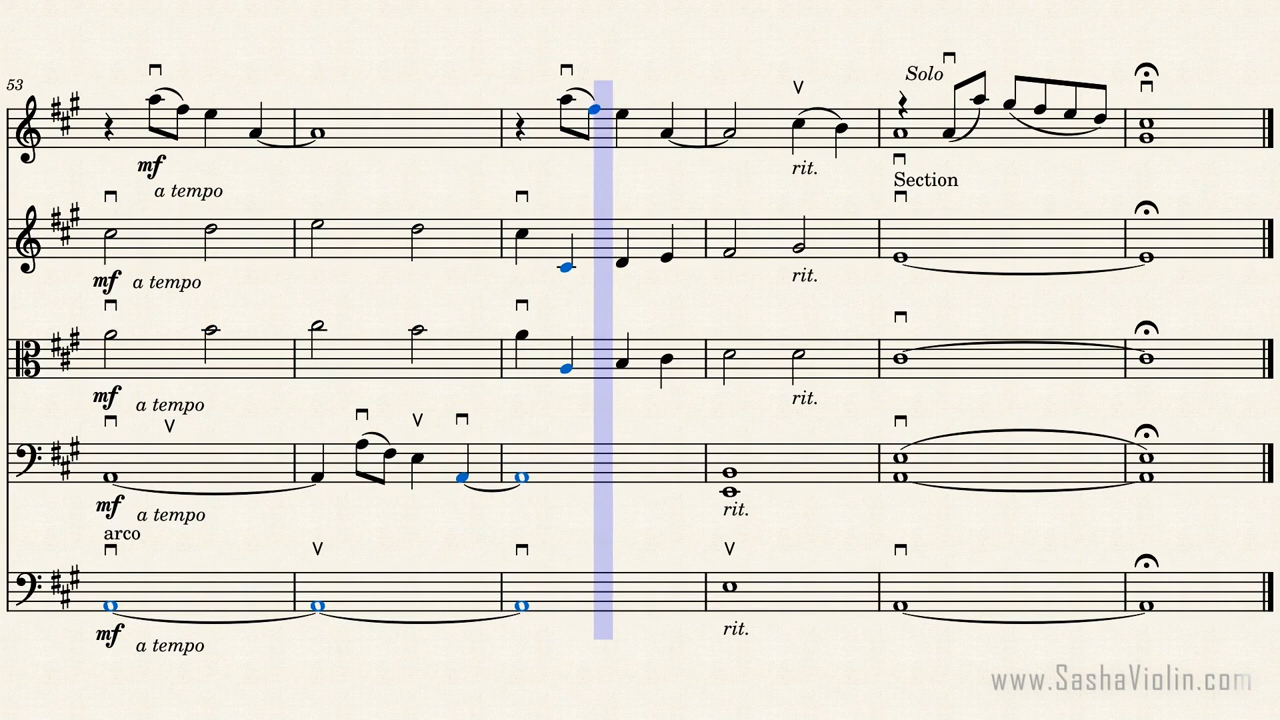 53
Solo
mf
rit.
a tempo
Section
mf
a tempo
rit.
mf
a tempo
rit.
mf
a tempo
rit.
arco
mf
a tempo
rit.
www.SashaViolin.com